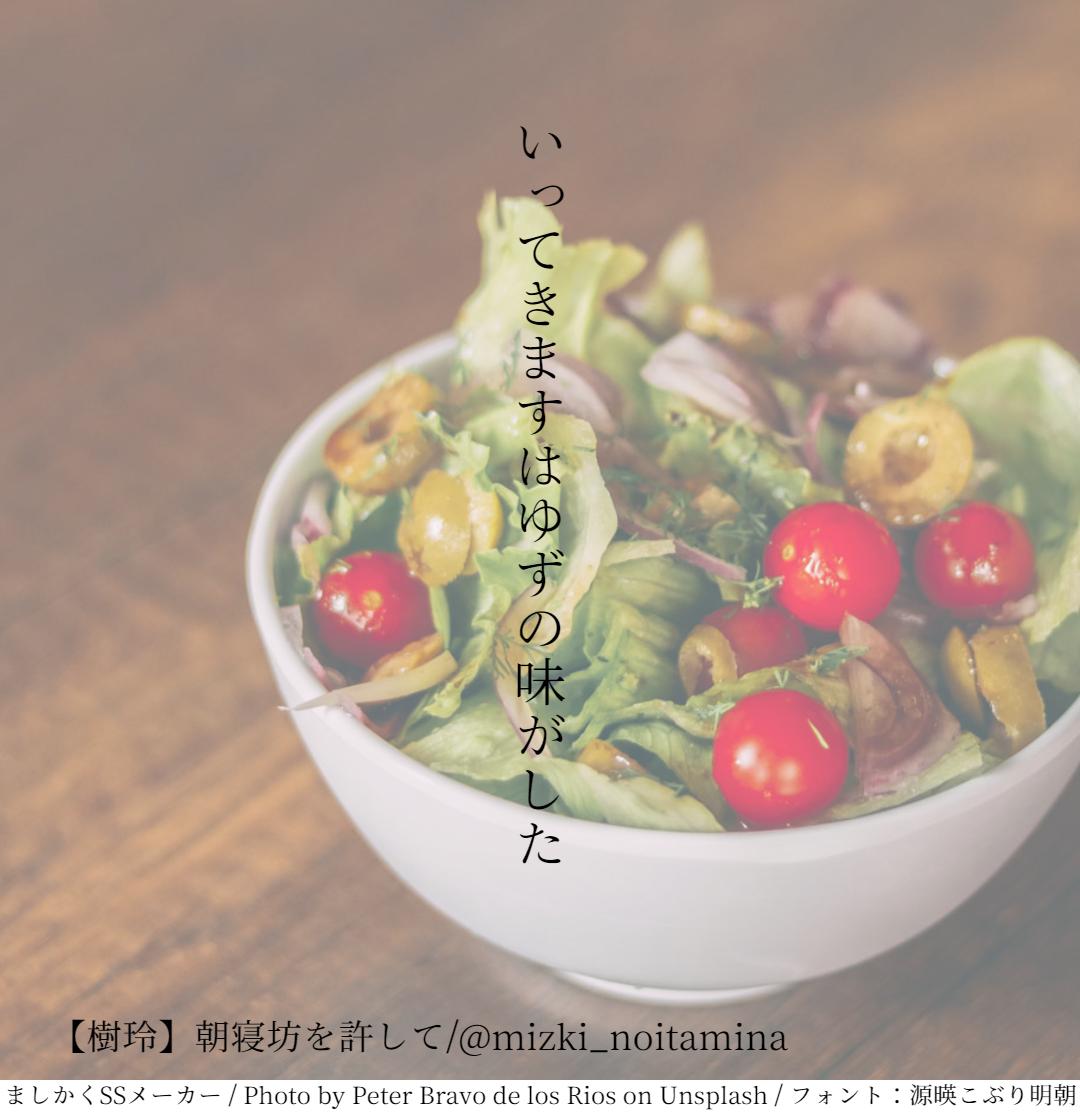 いってきますはゆずの味がした
【樹玲】朝寝坊を許して/@mizki_noitamina
ましかくSSメーカー / Photo by Peter Bravo de los Rios on Unsplash / フォント：源暎こぶり明朝